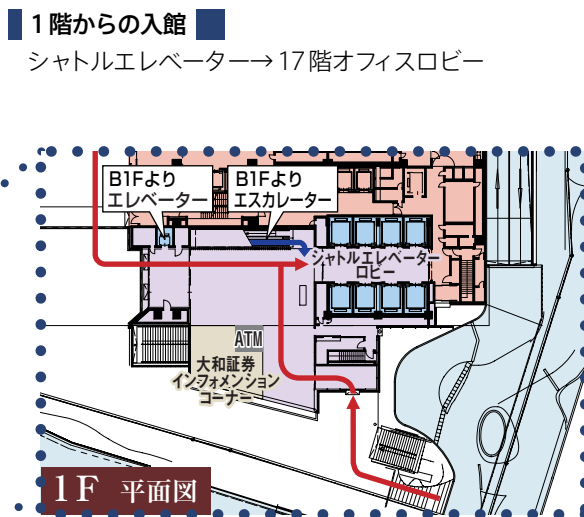 1階からの入館
シャトルエレベーター→17階オフィスロビー
B1Fより
エレベーター
B1Fより
エスカレーター
シャトルエレベーター
ロビー
ATM
大和証券
インフォメンション
コーナー
1F 平面図